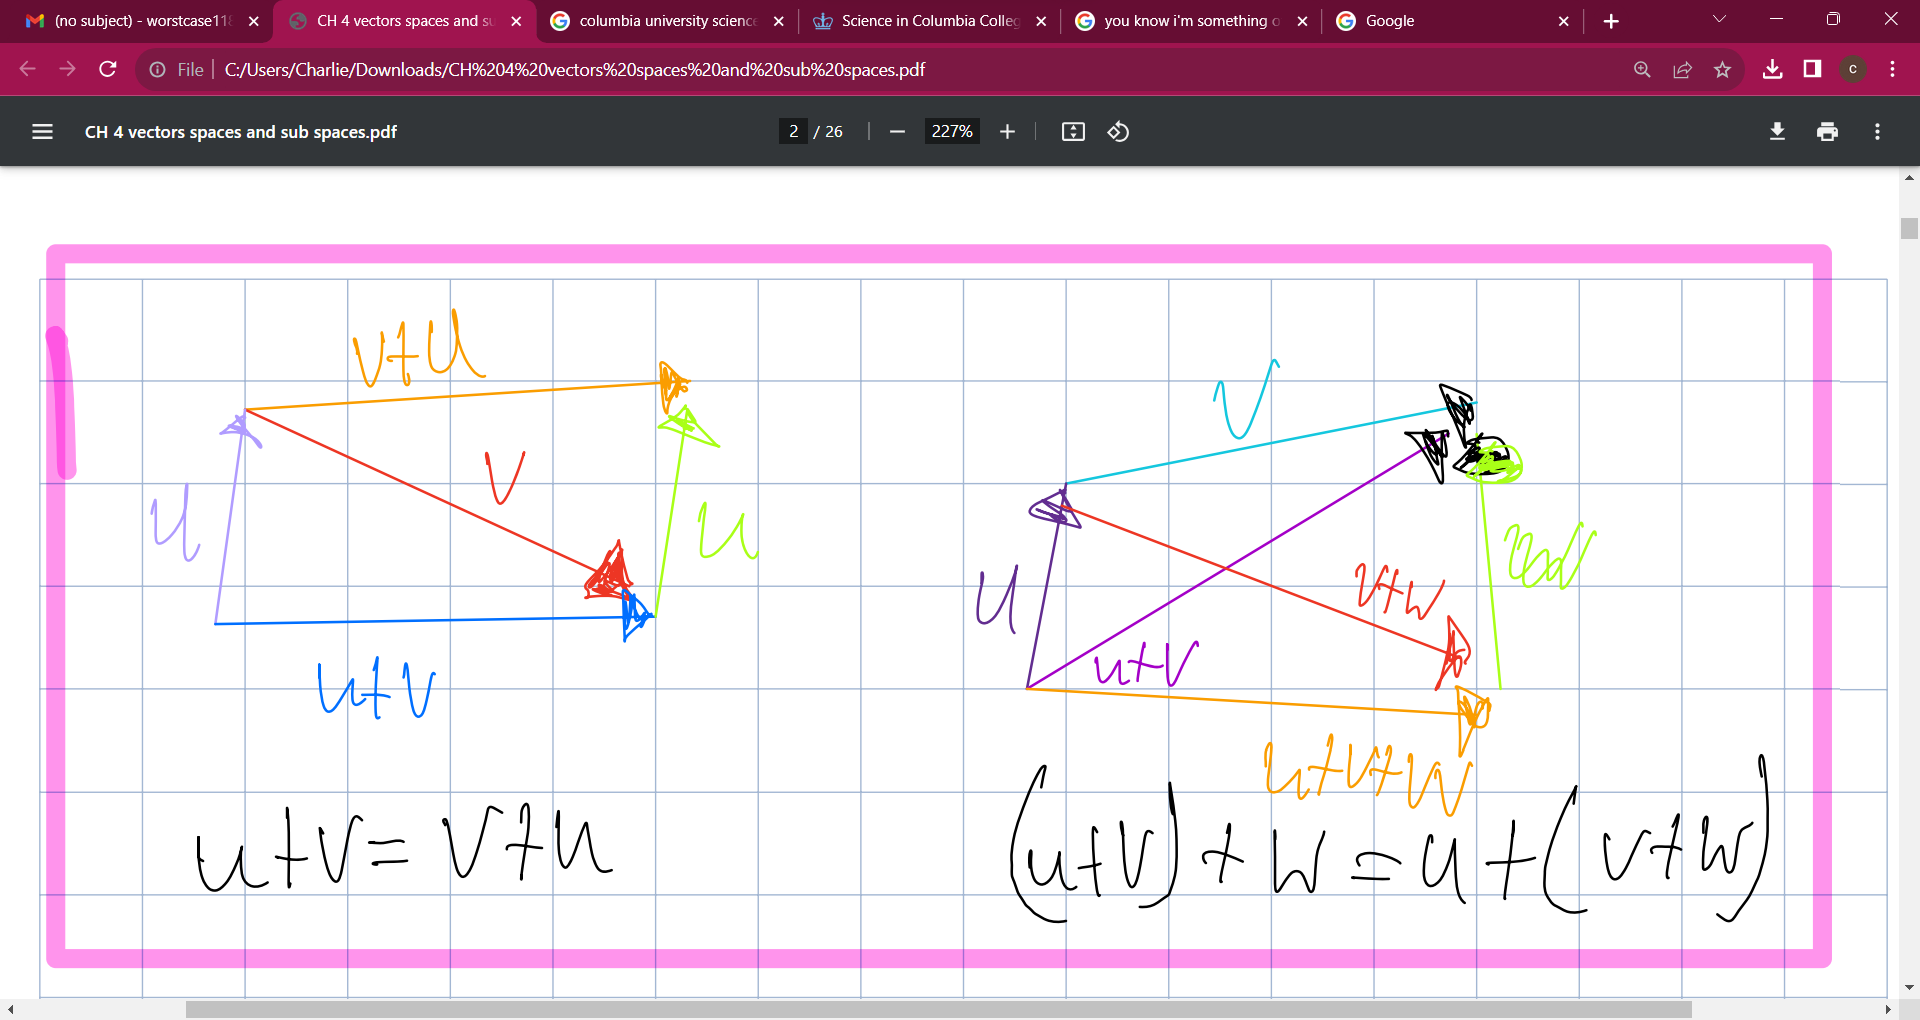 (no subject) - worstcase11
CH 4 vectors spaces and su
columbia university science
Science in Columbia Colleg
you know i'm something o
Google
File
C:/Users/Charlie/Downloads/CH%204%20vectors%20spaces%20and%20sub%20spaces.pdf
c
CH 4 vectors spaces and sub spaces.pdf
2 / 26
227%
v+u
v
v
u
u
u
v+w
u+v
u+v
u+v+w
u+v=v+u
(u+v)+w=u+(v+w)